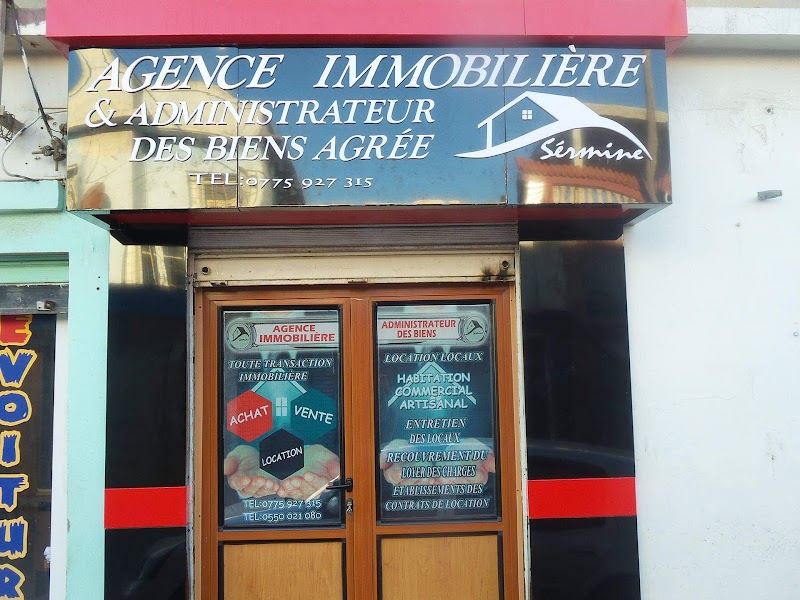 AGENCE IMMOBILIÈRE
& ADMINISTRATEUR
DES BIENS AGRÉE
Sérmine
TEL:0775 927 315
AGENCE
IMMOBILIÈRE
TOUTE TRANSACTION
IMMOBILIÈRE
ACHAT
VENTE
LOCATION
TEL:0775 927 315
TEL:0550 021 080
ADMINISTRATEUR
DES BIENS
LOCATION LOCAUX
HABITATION
COMMERCIAL
ARTISANAL
ENTRETIEN
DES LOCAUX
RECOUVREMENT DU
LOYER DES CHARGES
ETABLISSEMENTS DES
CONTRATS DE LOCATION
EVOITUR